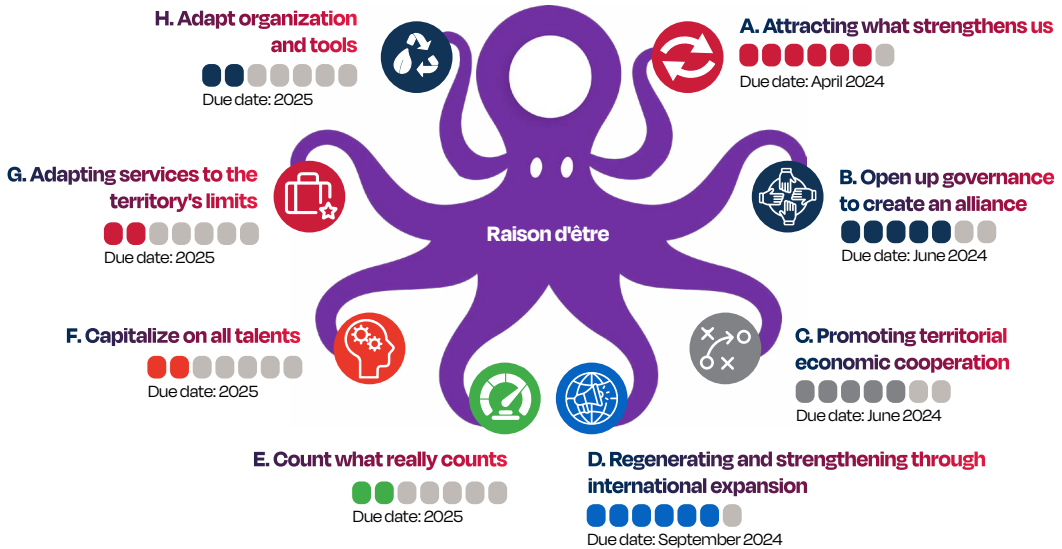 H. Adapt organization
and tools
Due date: 2025
A. Attracting what strengthens us
Due date: April 2024
G. Adapting services to the
territory's limits
Due date: 2025
B. Open up governance
to create an alliance
Due date: June 2024
Raison d'être
F. Capitalize on all talents
Due date: 2025
C. Promoting territorial
economic cooperation
Due date: June 2024
E. Count what really counts
Due date: 2025
D. Regenerating and strengthening through
international expansion
Due date: September 2024